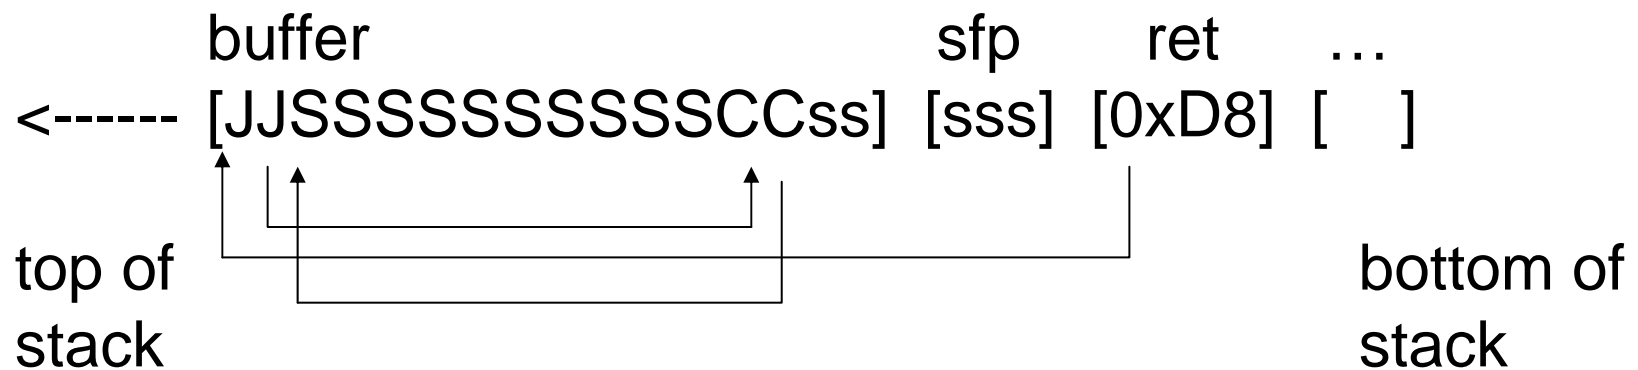 buffer sfp ret …
<------ [JJSSSSSSSSSSCCss] [sss] [0xD8] [ ]
top of bottom of
stack stack